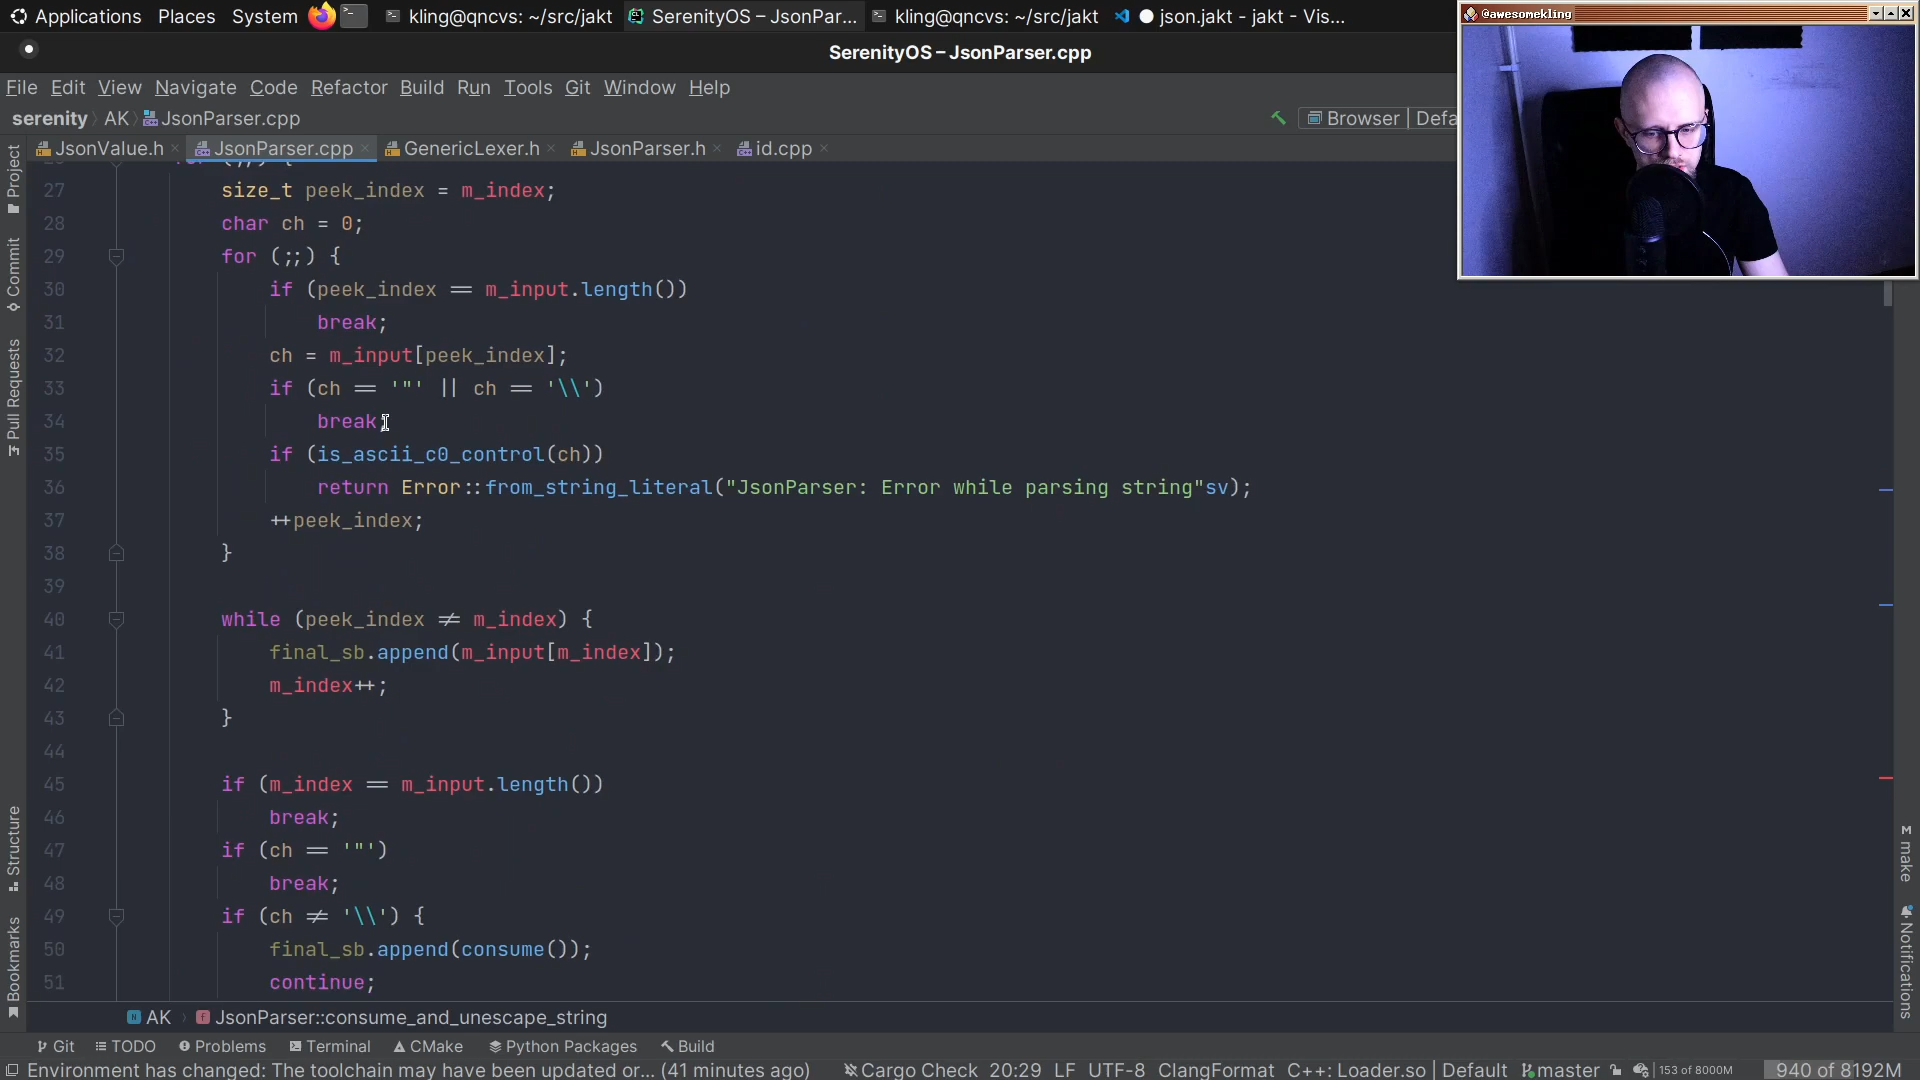 Applications Places System kling@qncvs: ~/src/jakt SerenityOS – JsonPar... kling@qncvs: ~/src/jakt ● json.jakt - jakt - Vis...
@awesomekling
SerenityOS – JsonParser.cpp
File Edit View Navigate Code Refactor Build Run Tools Git Window Help
serenity AK JsonParser.cpp Browser | Defa
JsonValue.h JsonParser.cpp GenericLexer.h JsonParser.h id.cpp
27 size_t peek_index = m_index;
28 char ch = 0;
29 for (;;) {
30 if (peek_index == m_input.length())
31 break;
32 ch = m_input[peek_index];
33 if (ch == '"' || ch == '\\')
34 break;
35 if (is_ascii_c0_control(ch))
36 return Error::from_string_literal("JsonParser: Error while parsing string"sv);
37 ++peek_index;
38 }
39
40 while (peek_index != m_index) {
41 final_sb.append(m_input[m_index]);
42 m_index++;
43 }
44
45 if (m_index == m_input.length())
46 break;
47 if (ch == '"')
48 break;
49 if (ch != '\\') {
50 final_sb.append(consume());
51 continue;
AK JsonParser::consume_and_unescape_string
Git TODO Problems Terminal CMake Python Packages Build
Environment has changed: The toolchain may have been updated or... (41 minutes ago) Cargo Check 20:29 LF UTF-8 ClangFormat C++: Loader.so | Default master 153 of 8000M 940 of 8192M
Project
Commit
Pull Requests
Structure
Bookmarks
make
Notifications